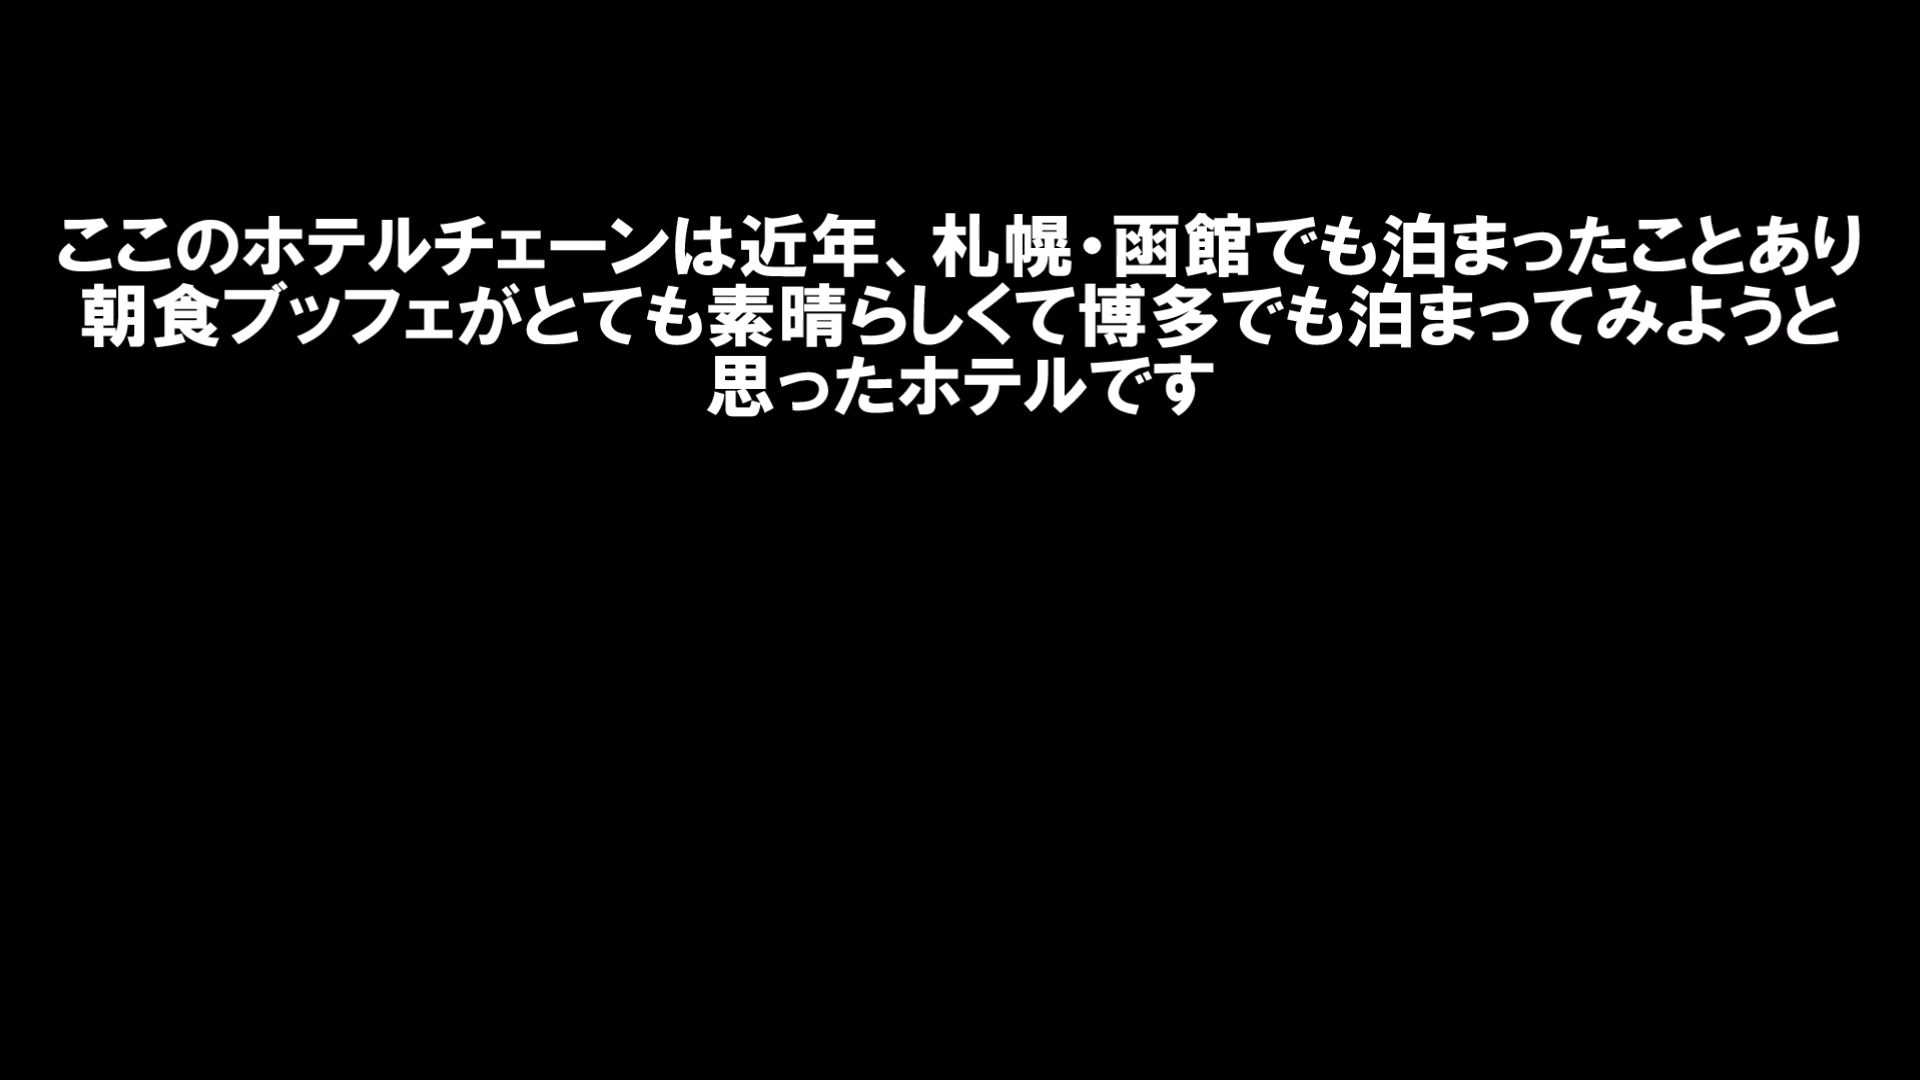 ここのホテルチェーンは近年、札幌・函館でも泊まったことあり
朝食ブッフェがとても素晴らしくて博多でも泊まってみようと
思ったホテルです